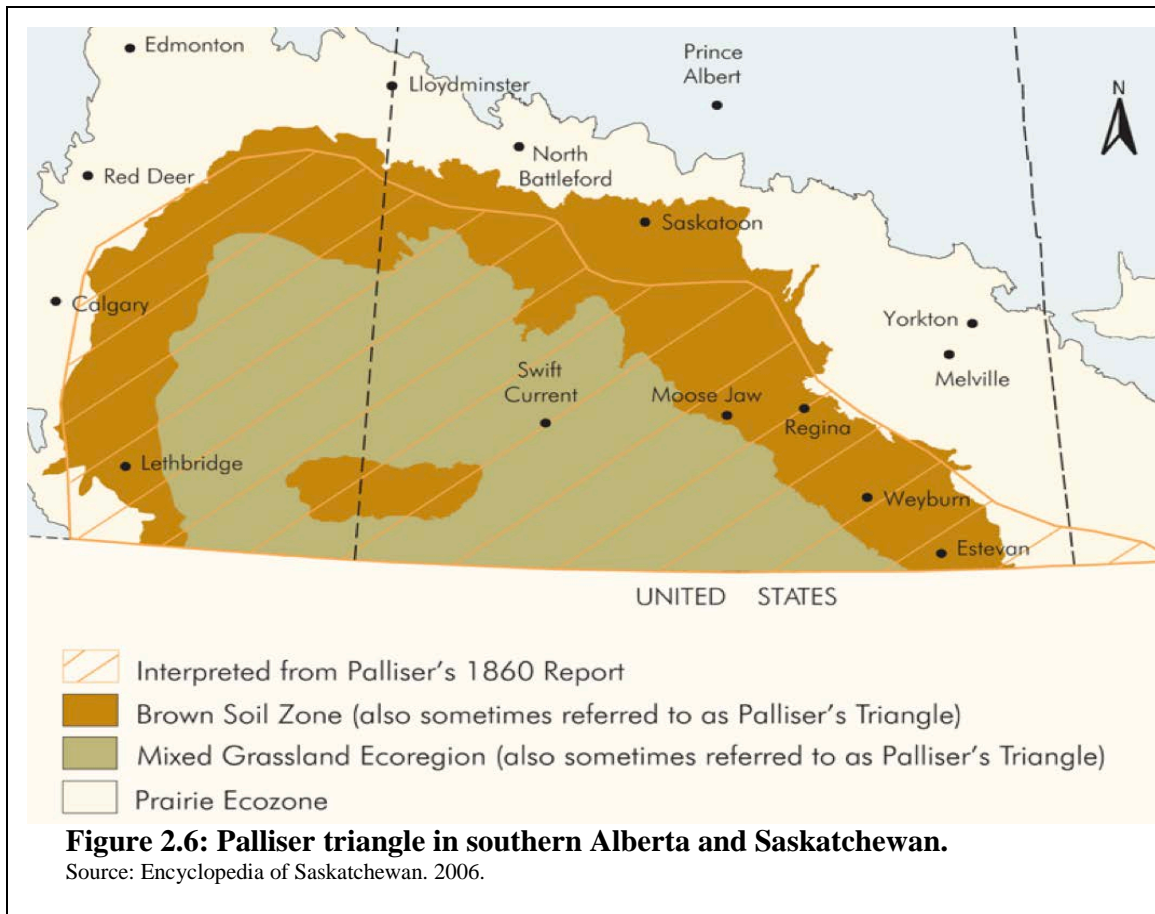 Edmonton
Lloydminster
Prince
Albert
N
Red Deer
North
Battleford
Saskatoon
Calgary
Yorkton
Melville
Swift
Current
Moose Jaw
Regina
Lethbridge
Weyburn
Estevan
UNITED STATES
Interpreted from Palliser's 1860 Report
Brown Soil Zone (also sometimes referred to as Palliser's Triangle)
Mixed Grassland Ecoregion (also sometimes referred to as Palliser's Triangle)
Prairie Ecozone
Figure 2.6: Palliser triangle in southern Alberta and Saskatchewan.
Source: Encyclopedia of Saskatchewan. 2006.